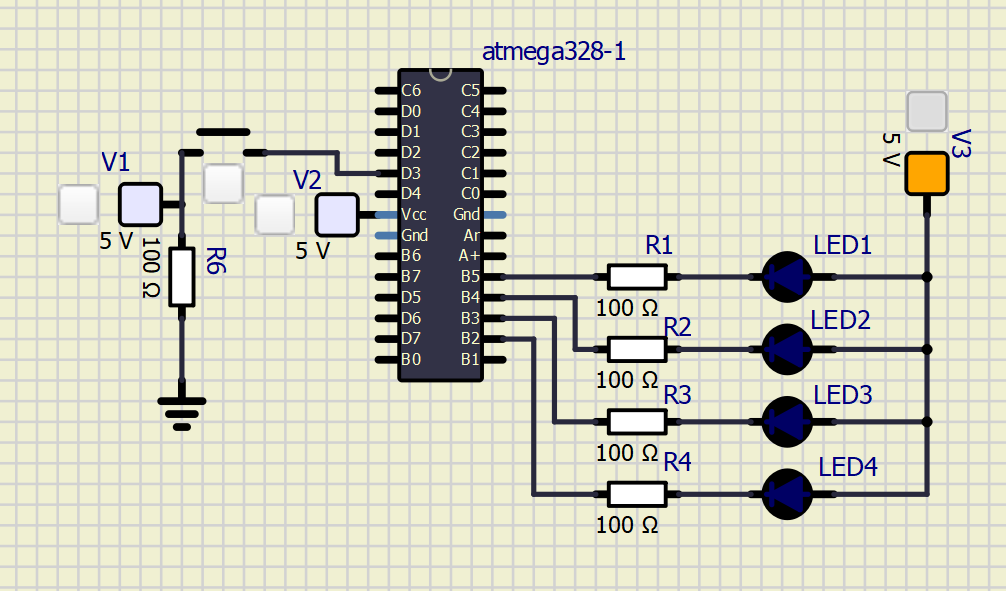 atmega328-1
C6 C5
D0 C4
D1 C3
D2 C2
D3 C1
D4 C0
Vcc Gnd
Gnd Ar
B6 A+
B7 B5
D5 B4
D6 B3
D7 B2
B0 B1
V1
5 V
V2
5 V
R6
100 Ω
V3
5 V
R1
100 Ω
LED1
R2
100 Ω
LED2
R3
100 Ω
LED3
R4
100 Ω
LED4